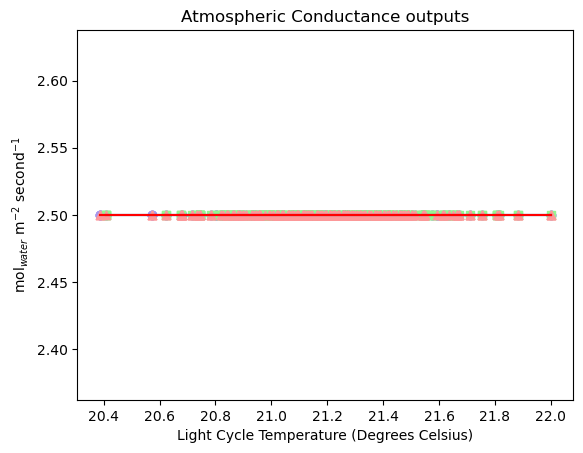 Atmospheric Conductance outputs
mol$_{water}$ m$^{-2}$ second$^{-1}$
2.60
2.55
2.50
2.45
2.40
20.4 20.6 20.8 21.0 21.2 21.4 21.6 21.8 22.0
Light Cycle Temperature (Degrees Celsius)